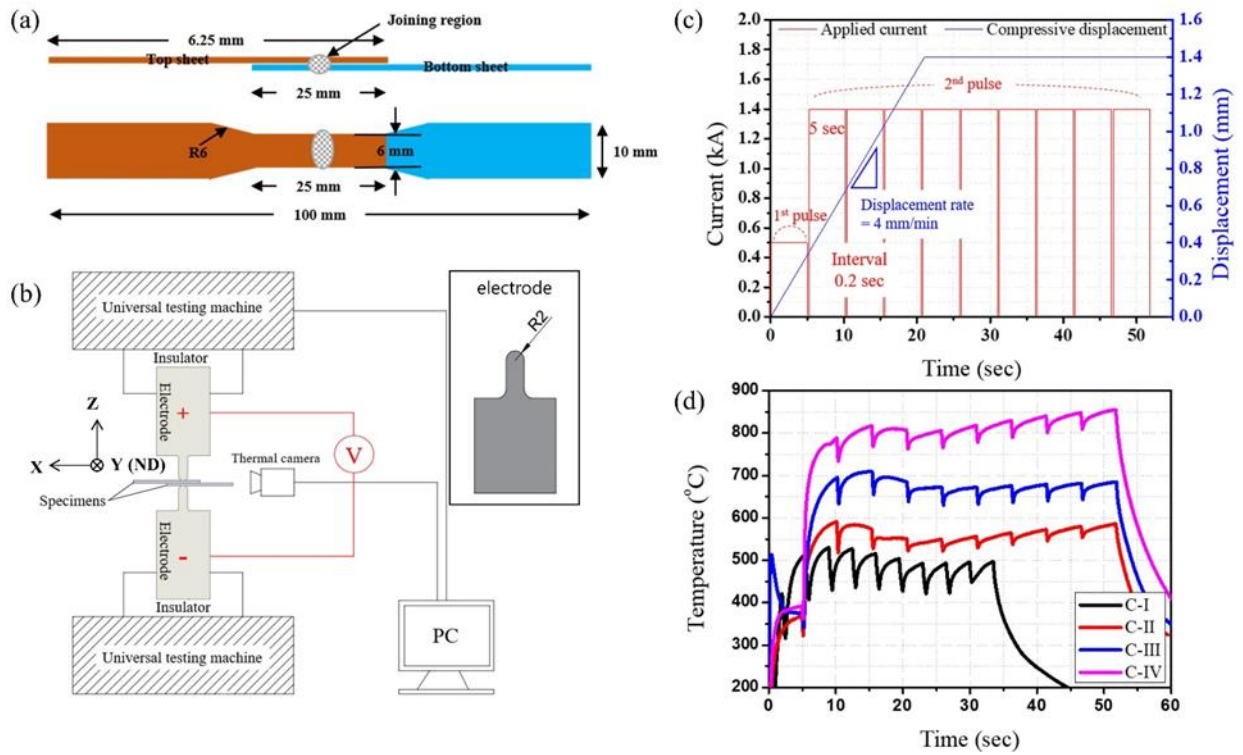 (a)
Joining region
6.25 mm
Top sheet
Bottom sheet
25 mm
R6
6 mm
10 mm
25 mm
100 mm
(b)
Universal testing machine
Insulator
Electrode
+
Z
X
Y (ND)
Specimens
Thermal camera
V
Electrode
-
Insulator
Universal testing machine
PC
electrode
R2
(c)
Applied current
Compressive displacement
2nd pulse
5 sec
1st pulse
Displacement rate
= 4 mm/min
Interval
0.2 sec
Current (kA)
2.0
1.8
1.6
1.4
1.2
1.0
0.8
0.6
0.4
0.2
0.0
Displacement (mm)
1.6
1.4
1.2
1.0
0.8
0.6
0.4
0.2
0.0
0 10 20 30 40 50
Time (sec)
(d)
Temperature (°C)
900
800
700
600
500
400
300
200
C-I
C-II
C-III
C-IV
0 5 10 15 20 25 30 35 40 45 50 55 60
Time (sec)